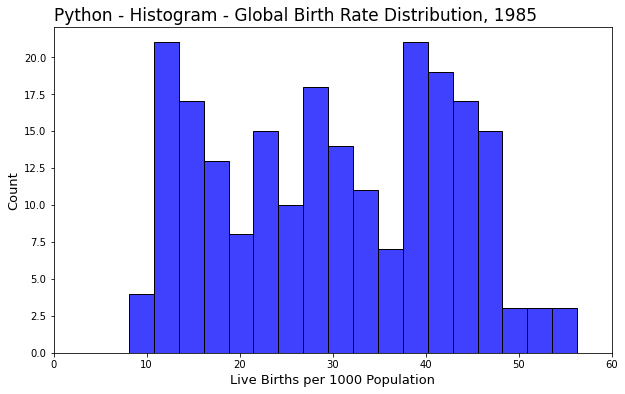 Python - Histogram - Global Birth Rate Distribution, 1985
20.0
17.5
15.0
12.5
10.0
7.5
5.0
2.5
0.0
Count
0 10 20 30 40 50 60
Live Births per 1000 Population